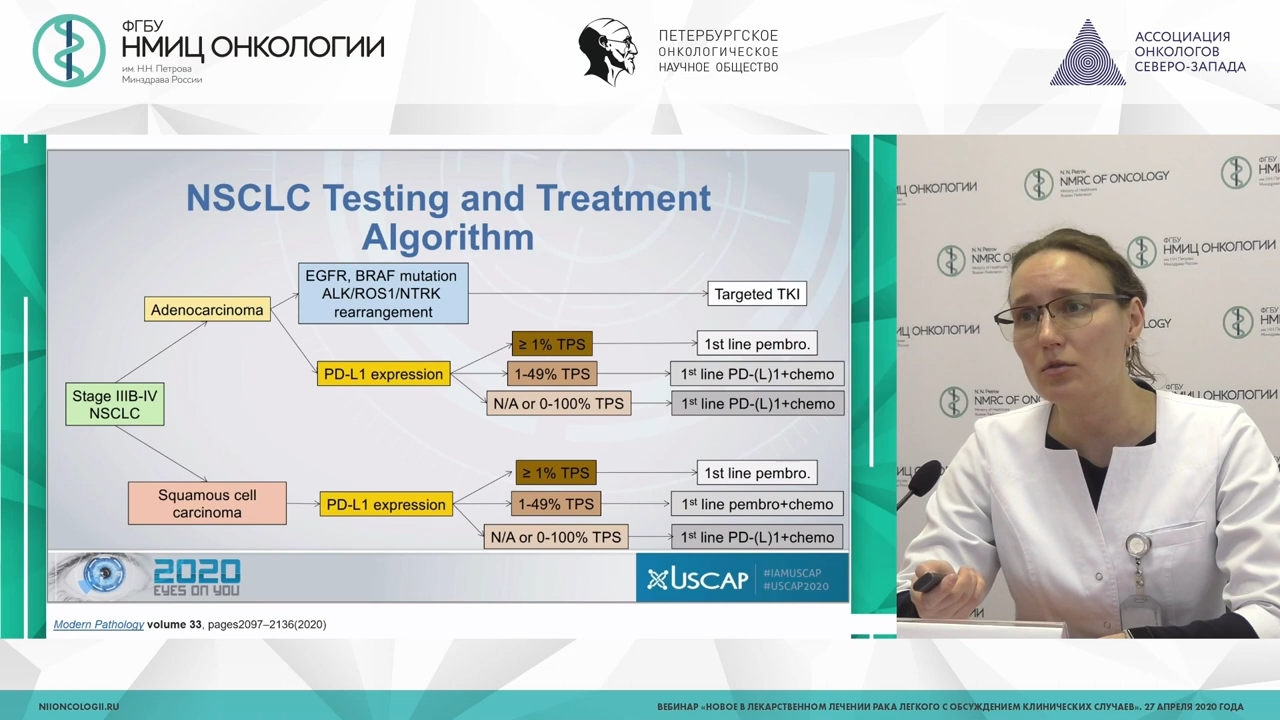 ФГБУ
НМИЦ ОНКОЛОГИИ
им. Н.Н. Петрова
Минздрава России
ПЕТЕРБУРГСКОЕ
ОНКОЛОГИЧЕСКОЕ
НАУЧНОЕ ОБЩЕСТВО
АССОЦИАЦИЯ
ОНКОЛОГОВ
СЕВЕРО-ЗАПАДА
NSCLC Testing and Treatment
Algorithm
EGFR, BRAF mutation
ALK/ROS1/NTRK
rearrangement
Targeted TKI
Adenocarcinoma
≥ 1% TPS
1st line pembro.
PD-L1 expression
1-49% TPS
1st line PD-(L)1+chemo
N/A or 0-100% TPS
1st line PD-(L)1+chemo
Stage IIIB-IV
NSCLC
≥ 1% TPS
1st line pembro.
Squamous cell
carcinoma
PD-L1 expression
1-49% TPS
1st line pembro+chemo
N/A or 0-100% TPS
1st line PD-(L)1+chemo
2020
EYES ON YOU
USCAP
#IAMUSCAP
#USCAP2020
Modern Pathology volume 33, pages2097–2136(2020)
N.N. Petrov
NMRC OF ONCOLOGY
ФГБУ
НМИЦ ОНКОЛОГИИ
NMRC OF ONCOLOGY
NIIONCOLOGII.RU
ВЕБИНАР «НОВОЕ В ЛЕКАРСТВЕННОМ ЛЕЧЕНИИ РАКА ЛЕГКОГО С ОБСУЖДЕНИЕМ КЛИНИЧЕСКИХ СЛУЧАЕВ». 27 АПРЕЛЯ 2020 ГОДА